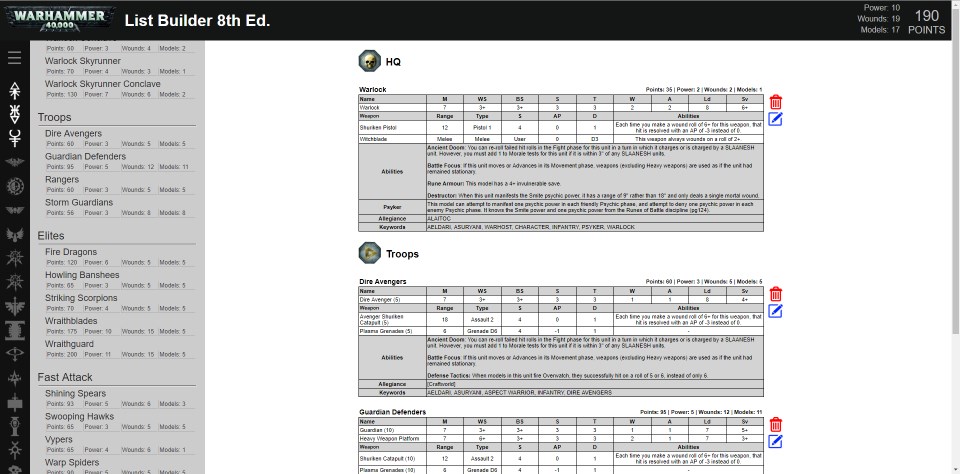 WARHAMMER
40,000
List Builder 8th Ed.
Power: 10
Wounds: 19
Models: 17
190
POINTS
Points: 60 Power: 3 Wounds: 4 Models: 2
Warlock Skyrunner
Points: 70 Power: 4 Wounds: 3 Models: 1
Warlock Skyrunner Conclave
Points: 130 Power: 7 Wounds: 6 Models: 2
Troops
Dire Avengers
Points: 60 Power: 3 Wounds: 5 Models: 5
Guardian Defenders
Points: 95 Power: 5 Wounds: 12 Models: 11
Rangers
Points: 60 Power: 3 Wounds: 5 Models: 5
Storm Guardians
Points: 56 Power: 3 Wounds: 8 Models: 8
Elites
Fire Dragons
Points: 120 Power: 6 Wounds: 5 Models: 5
Howling Banshees
Points: 65 Power: 3 Wounds: 5 Models: 5
Striking Scorpions
Points: 70 Power: 4 Wounds: 5 Models: 5
Wraithblades
Points: 175 Power: 10 Wounds: 15 Models: 5
Wraithguard
Points: 200 Power: 11 Wounds: 15 Models: 5
Fast Attack
Shining Spears
Points: 93 Power: 5 Wounds: 6 Models: 3
Swooping Hawks
Points: 65 Power: 3 Wounds: 5 Models: 5
Vypers
Points: 65 Power: 4 Wounds: 6 Models: 1
Warp Spiders
HQ
Warlock Points: 35 | Power: 2 | Wounds: 2 | Models: 1
Name M WS BS S T W A Ld Sv
Warlock 7 3+ 3+ 3 3 2 2 8 6+
Weapon Range Type S AP D Abilities
Shuriken Pistol 12 Pistol 1 4 0 1 Each time you make a wound roll of 6+ for this weapon, that
hit is resolved with an AP of -3 instead of 0.
Witchblade Melee Melee User 0 D3 This weapon always wounds on a roll of 2+
Abilities
Ancient Doom: You can re-roll failed hit rolls in the Fight phase for this unit in a turn in which it charges or is charged by a SLAANESH
unit. However, you must add 1 to Morale tests for this unit if it is within 3" of any SLAANESH units.
Battle Focus: If this unit moves or Advances in its Movement phase, weapons (excluding Heavy weapons) are used as if the unit had
remained stationary.
Rune Armour: This model has a 4+ invulnerable save.
Destructor: When this unit manifests the Smite psychic power, it has a range of 9" rather than 18" and only deals a single mortal wound.
Psyker This model can attempt to manifest one psychic power in each friendly Psychic phase, and attempt to deny one psychic power in each
enemy Psychic phase. It knows the Smite power and one psychic power from the Runes of Battle discipline (pg124).
Allegiance ALAITOC
Keywords AELDARI, ASURYANI, WARHOST, CHARACTER, INFANTRY, PSYKER, WARLOCK
Troops
Dire Avengers Points: 60 | Power: 3 | Wounds: 5 | Models: 5
Name M WS BS S T W A Ld Sv
Dire Avenger (5) 7 3+ 3+ 3 3 1 1 8 4+
Weapon Range Type S AP D Abilities
Avenger Shuriken
Catapult (5) 18 Assault 2 4 0 1 Each time you make a wound roll of 6+ for this weapon, that
hit is resolved with an AP of -3 instead of 0.
Plasma Grenades (5) 6 Grenade D6 4 -1 1 -
Abilities
Ancient Doom: You can re-roll failed hit rolls in the Fight phase for this unit in a turn in which it charges or is charged by a SLAANESH
unit. However, you must add 1 to Morale tests for this unit if it is within 3" of any SLAANESH units.
Battle Focus: If this unit moves or Advances in its Movement phase, weapons (excluding Heavy weapons) are used as if the unit had
remained stationary.
Defense Tactics: When models in this unit fire Overwatch, they successfully hit on a roll of 5 or 6, instead of only 6.
Allegiance [Craftworld]
Keywords AELDARI, ASURYANI, ASPECT WARRIOR, INFANTRY, DIRE AVENGERS
Guardian Defenders Points: 95 | Power: 5 | Wounds: 12 | Models: 11
Name M WS BS S T W A Ld Sv
Guardian (10) 7 3+ 3+ 3 3 1 1 7 5+
Heavy Weapon Platform 7 6+ 3+ 3 3 2 1 7 3+
Weapon Range Type S AP D Abilities
Shuriken Catapult (10) 12 Assault 2 4 0 1 Each time you make a wound roll of 6+ for this weapon, that
hit is resolved with an AP of -3 instead of 0.
Plasma Grenades (10) 6 Grenade D6 4 -1 1 -